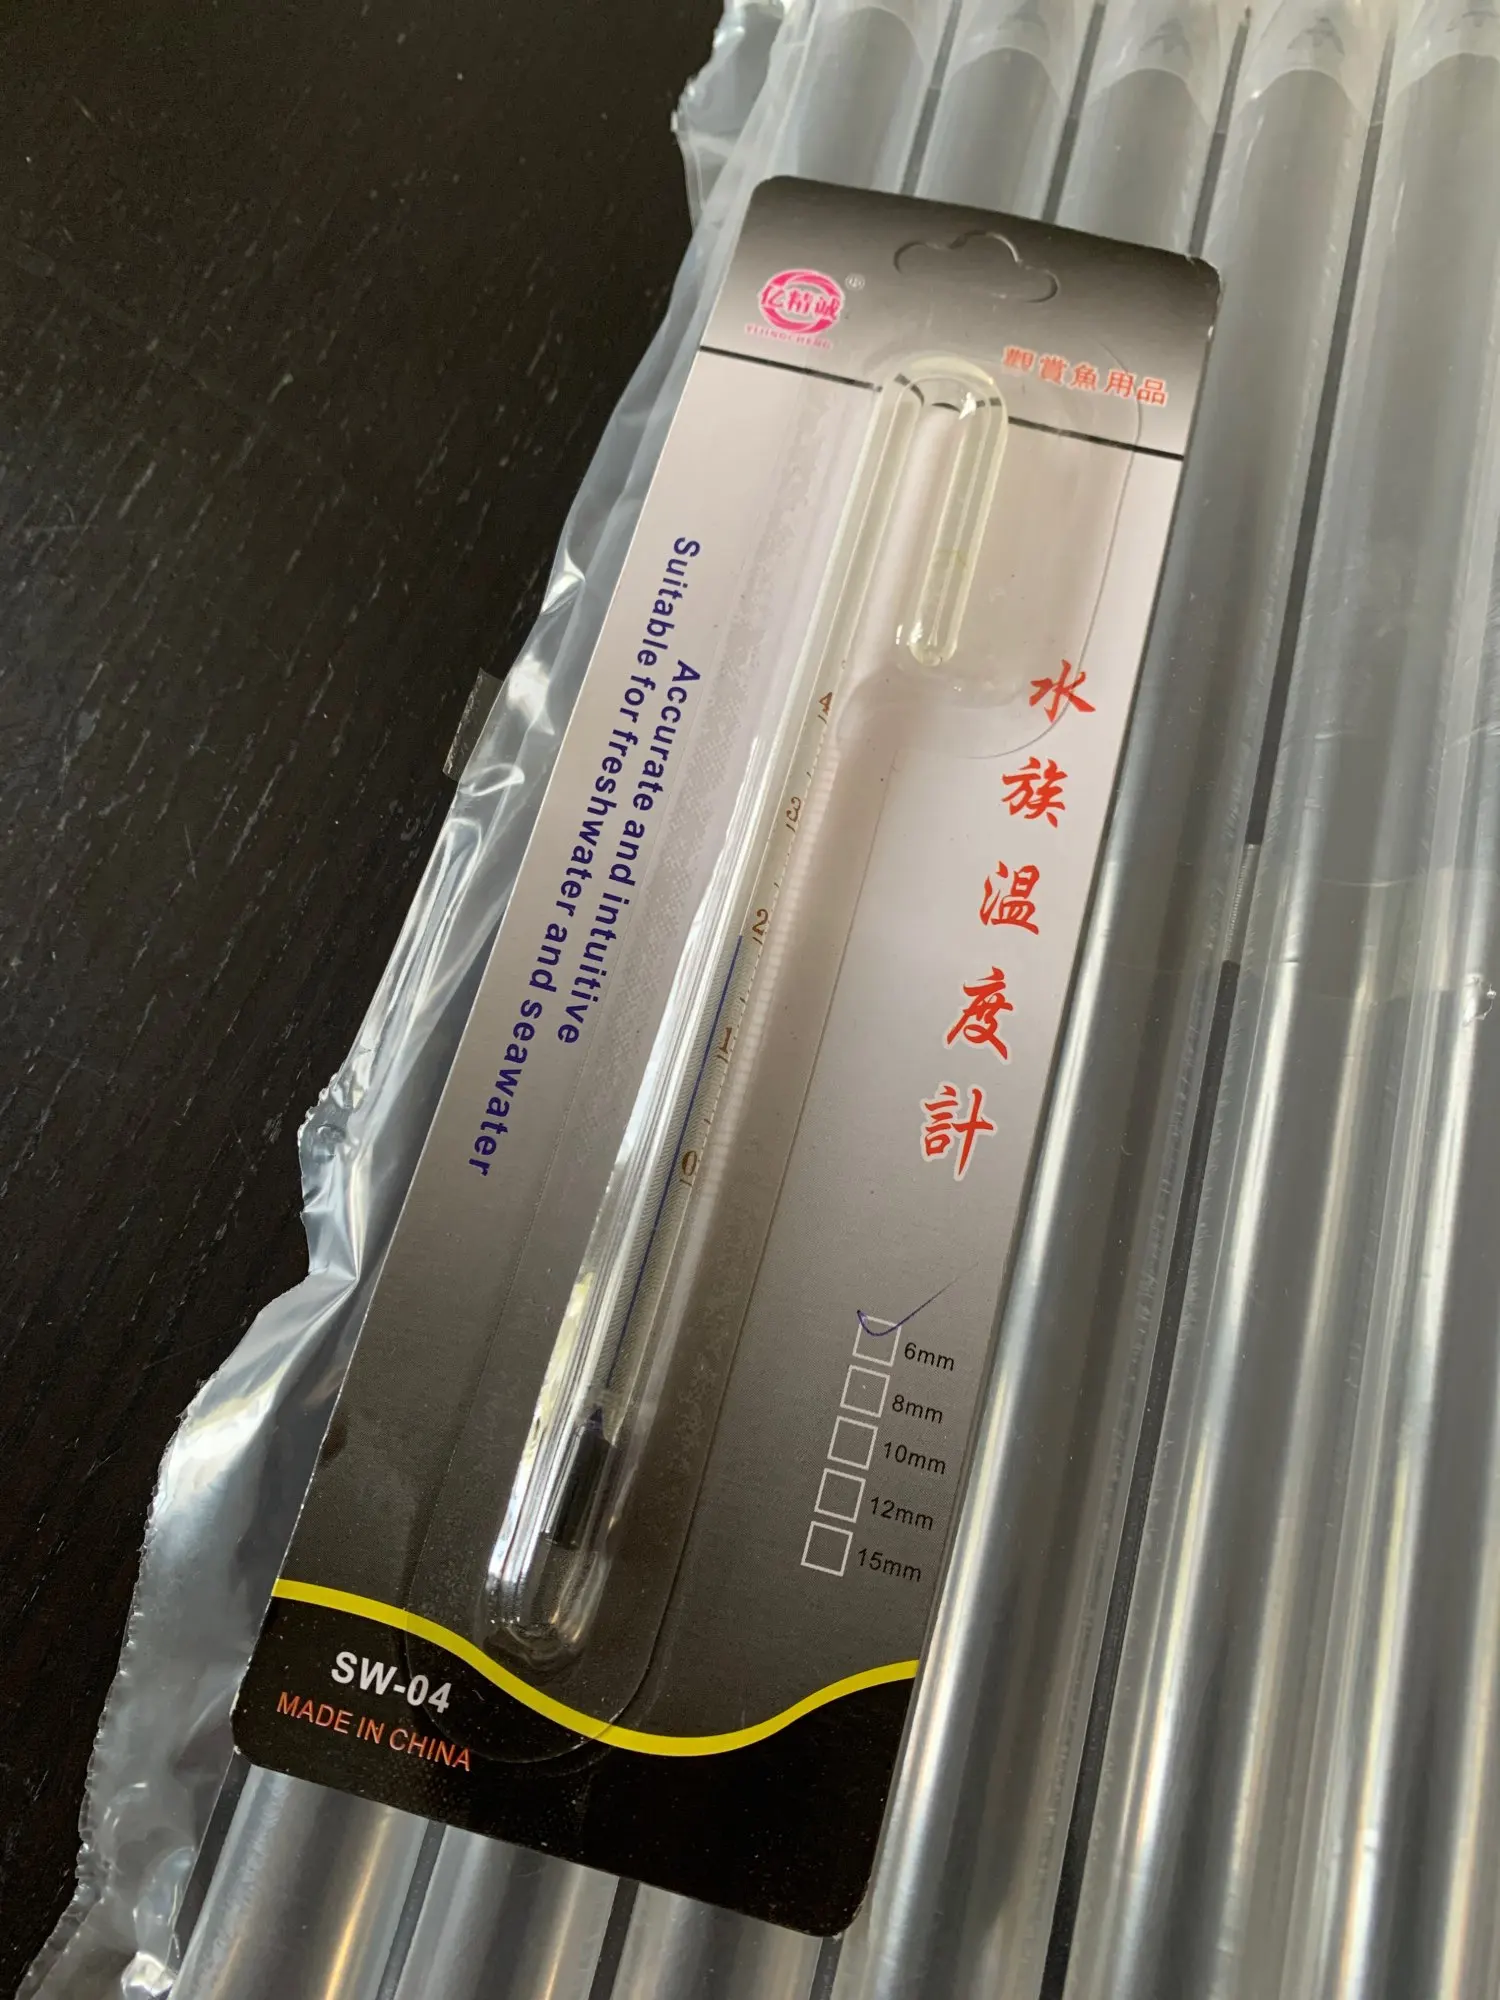 亿精诚
®
YIJINGCHENG
觀賞魚用品
水族温度計
Accurate and intuitive
Suitable for freshwater and seawater
4
3
2
1
0
6mm
8mm
10mm
12mm
15mm
SW-04
MADE IN CHINA